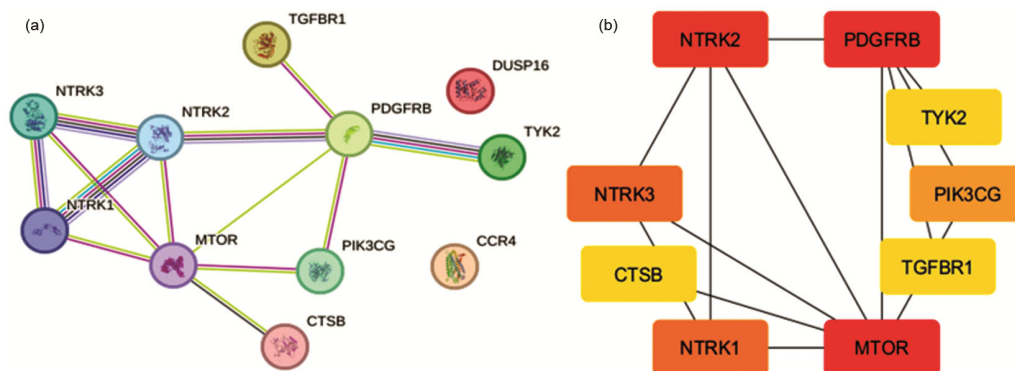 (a)
TGFBR1
DUSP16
NTRK3
NTRK2
PDGFRB
TYK2
NTRK1
MTOR
PIK3CG
CCR4
CTSB
(b)
NTRK2
PDGFRB
TYK2
NTRK3
PIK3CG
CTSB
TGFBR1
NTRK1
MTOR